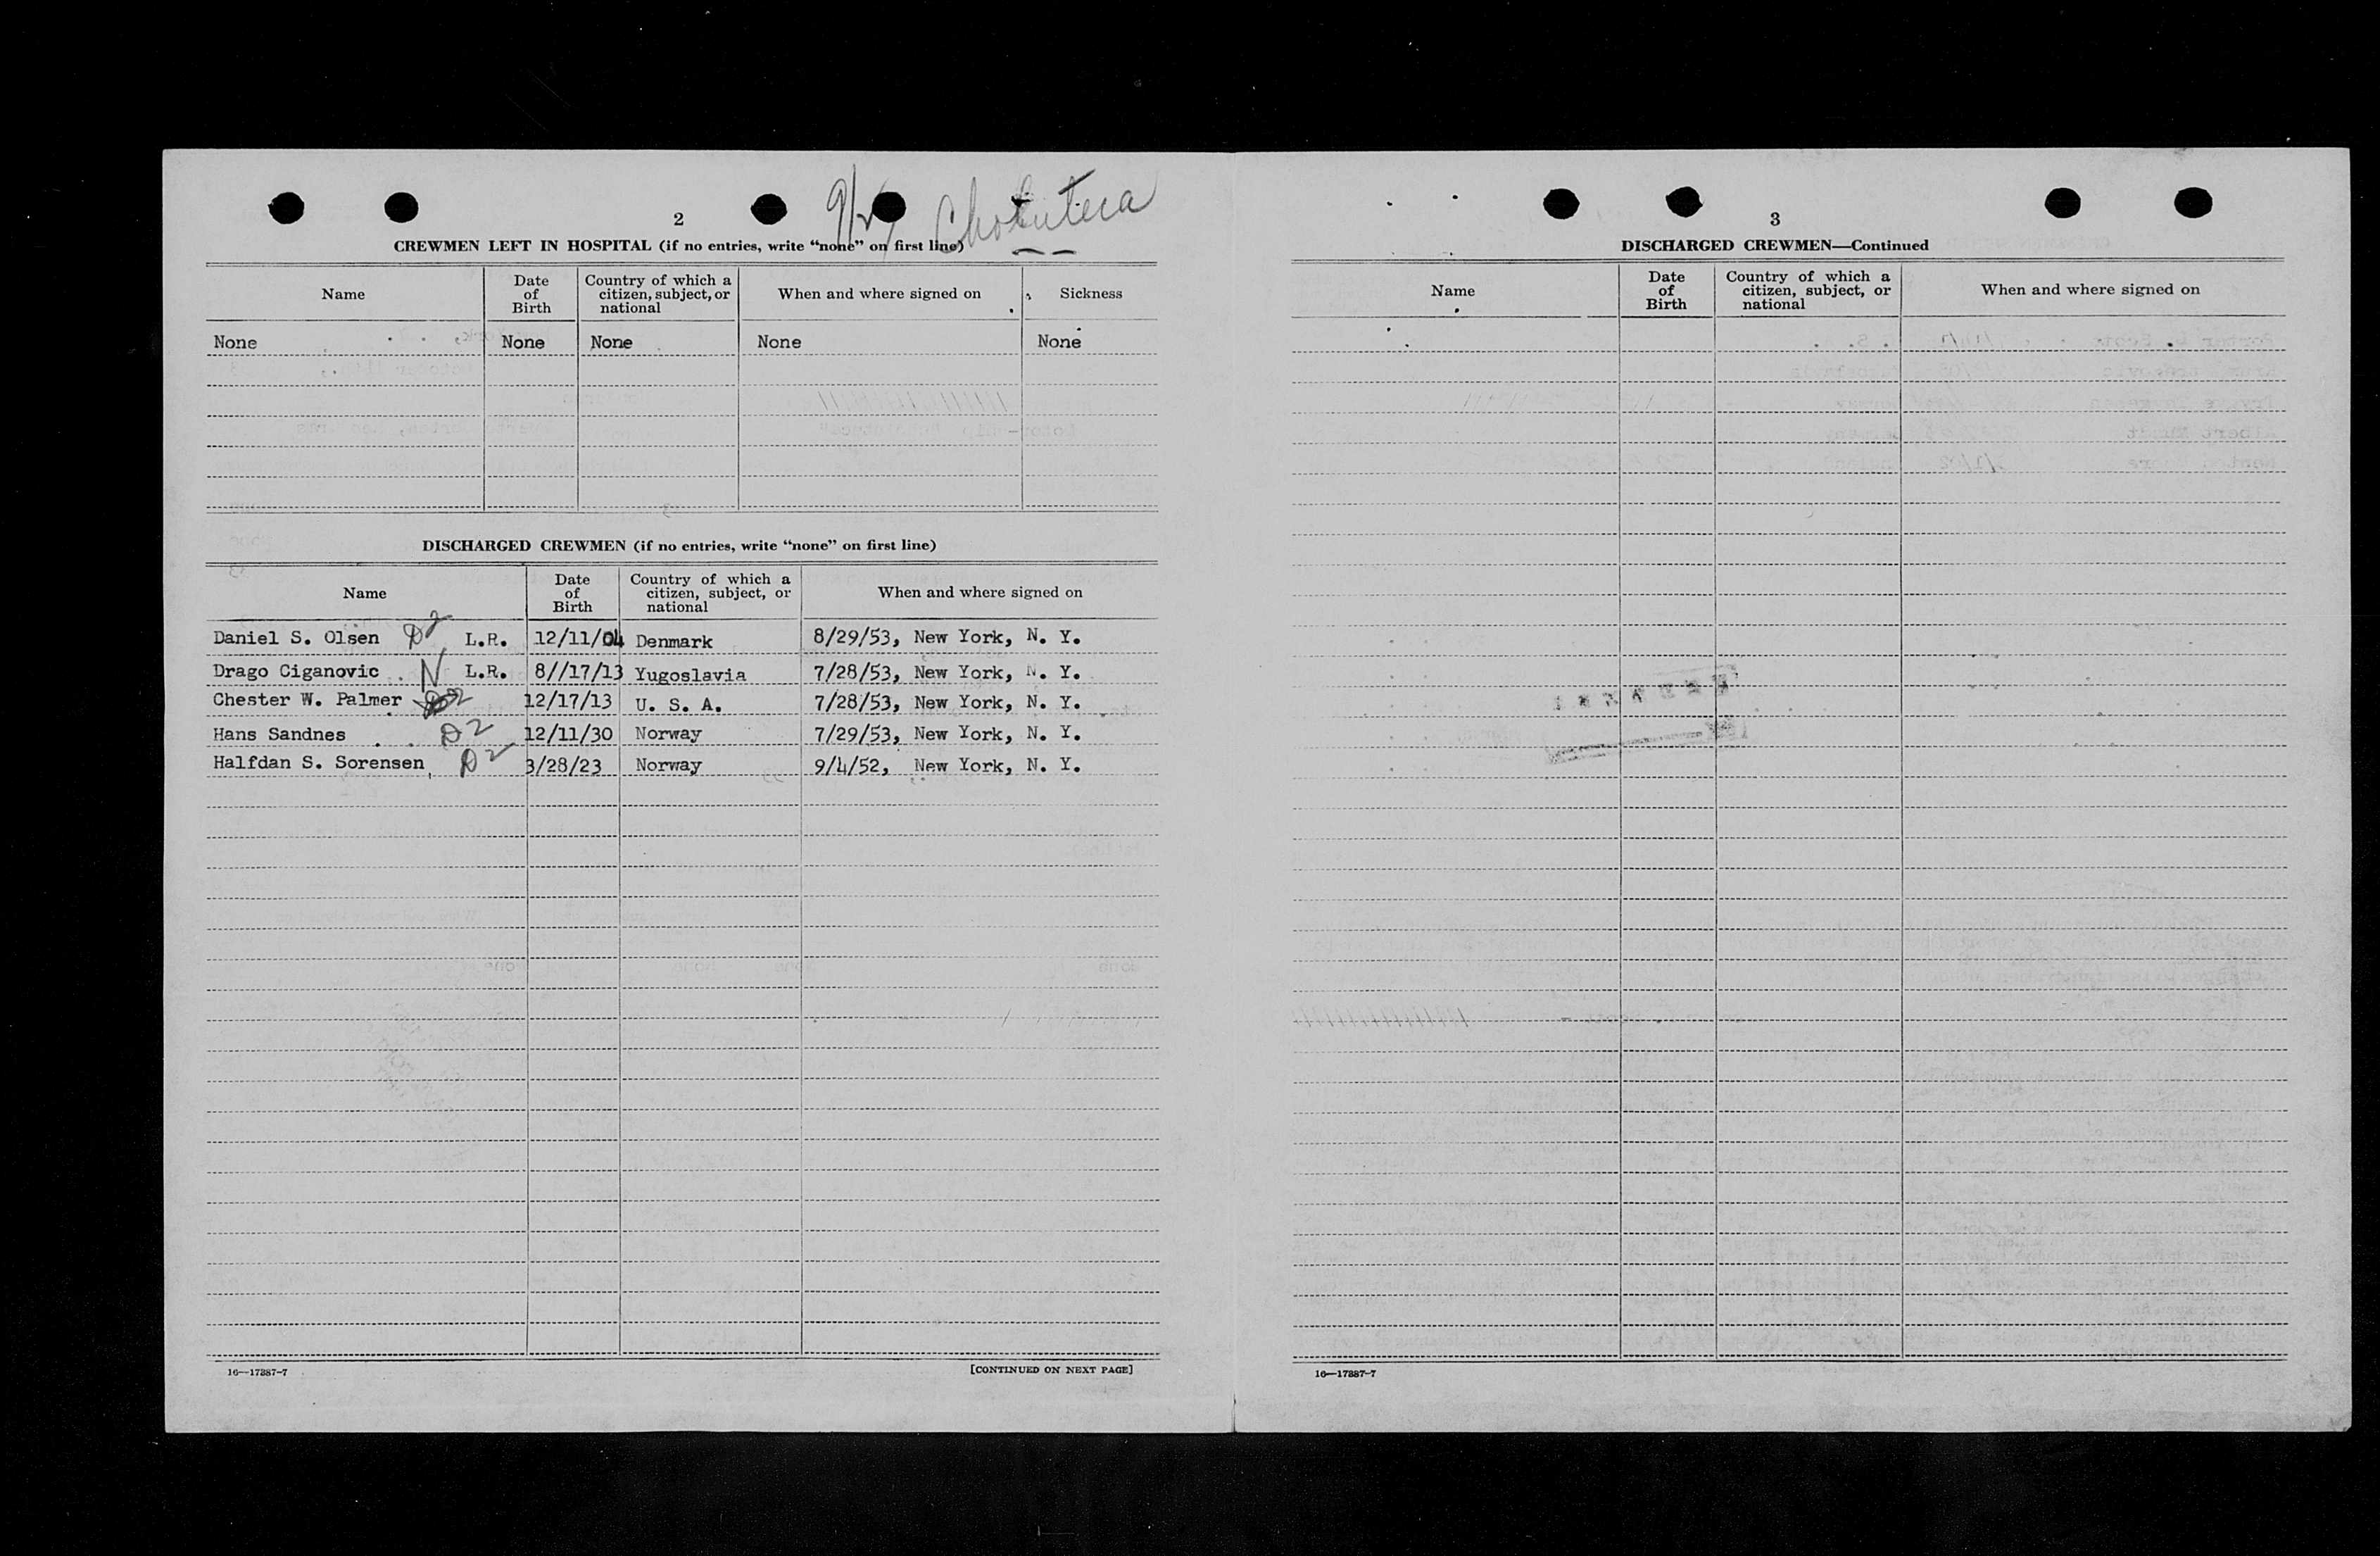 2
9/2 Choluteca
CREWMEN LEFT IN HOSPITAL (if no entries, write “none” on first line)
Name Date of Birth Country of which a citizen, subject, or national When and where signed on Sickness
None None None None None
DISCHARGED CREWMEN (if no entries, write “none” on first line)
Name Date of Birth Country of which a citizen, subject, or national When and where signed on
Daniel S. Olsen D2 L.R. 12/11/04 Denmark 8/29/53, New York, N. Y.
Drago Ciganovic N L.R. 8//17/13 Yugoslavia 7/28/53, New York, N. Y.
Chester W. Palmer D2 12/17/13 U. S. A. 7/28/53, New York, N. Y.
Hans Sandnes D2 12/11/30 Norway 7/29/53, New York, N. Y.
Halfdan S. Sorensen D2 3/28/23 Norway 9/4/52, New York, N. Y.
16—17887-7 [CONTINUED ON NEXT PAGE]
3
DISCHARGED CREWMEN—Continued
Name Date of Birth Country of which a citizen, subject, or national When and where signed on
16—17887-7